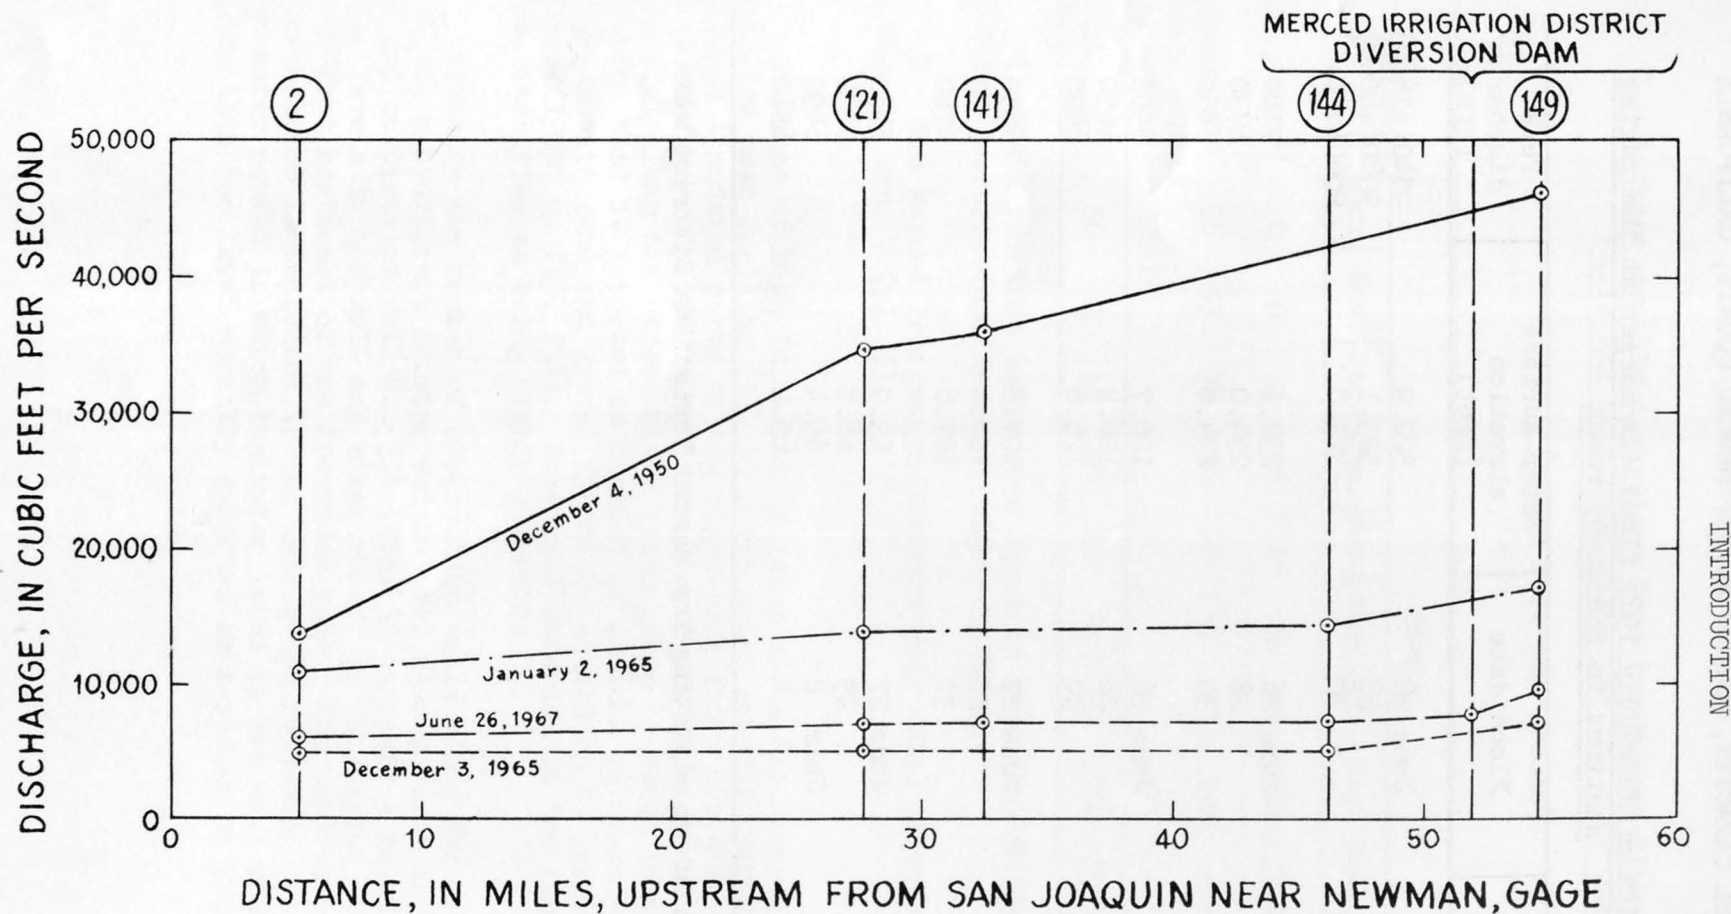 MERCED IRRIGATION DISTRICT
DIVERSION DAM
2 121 141 144 149
DISCHARGE, IN CUBIC FEET PER SECOND
50,000
40,000
30,000
20,000
10,000
0
December 4, 1950
January 2, 1965
June 26, 1967
December 3, 1965
0 10 20 30 40 50 60
DISTANCE, IN MILES, UPSTREAM FROM SAN JOAQUIN NEAR NEWMAN, GAGE
INTRODUCTION